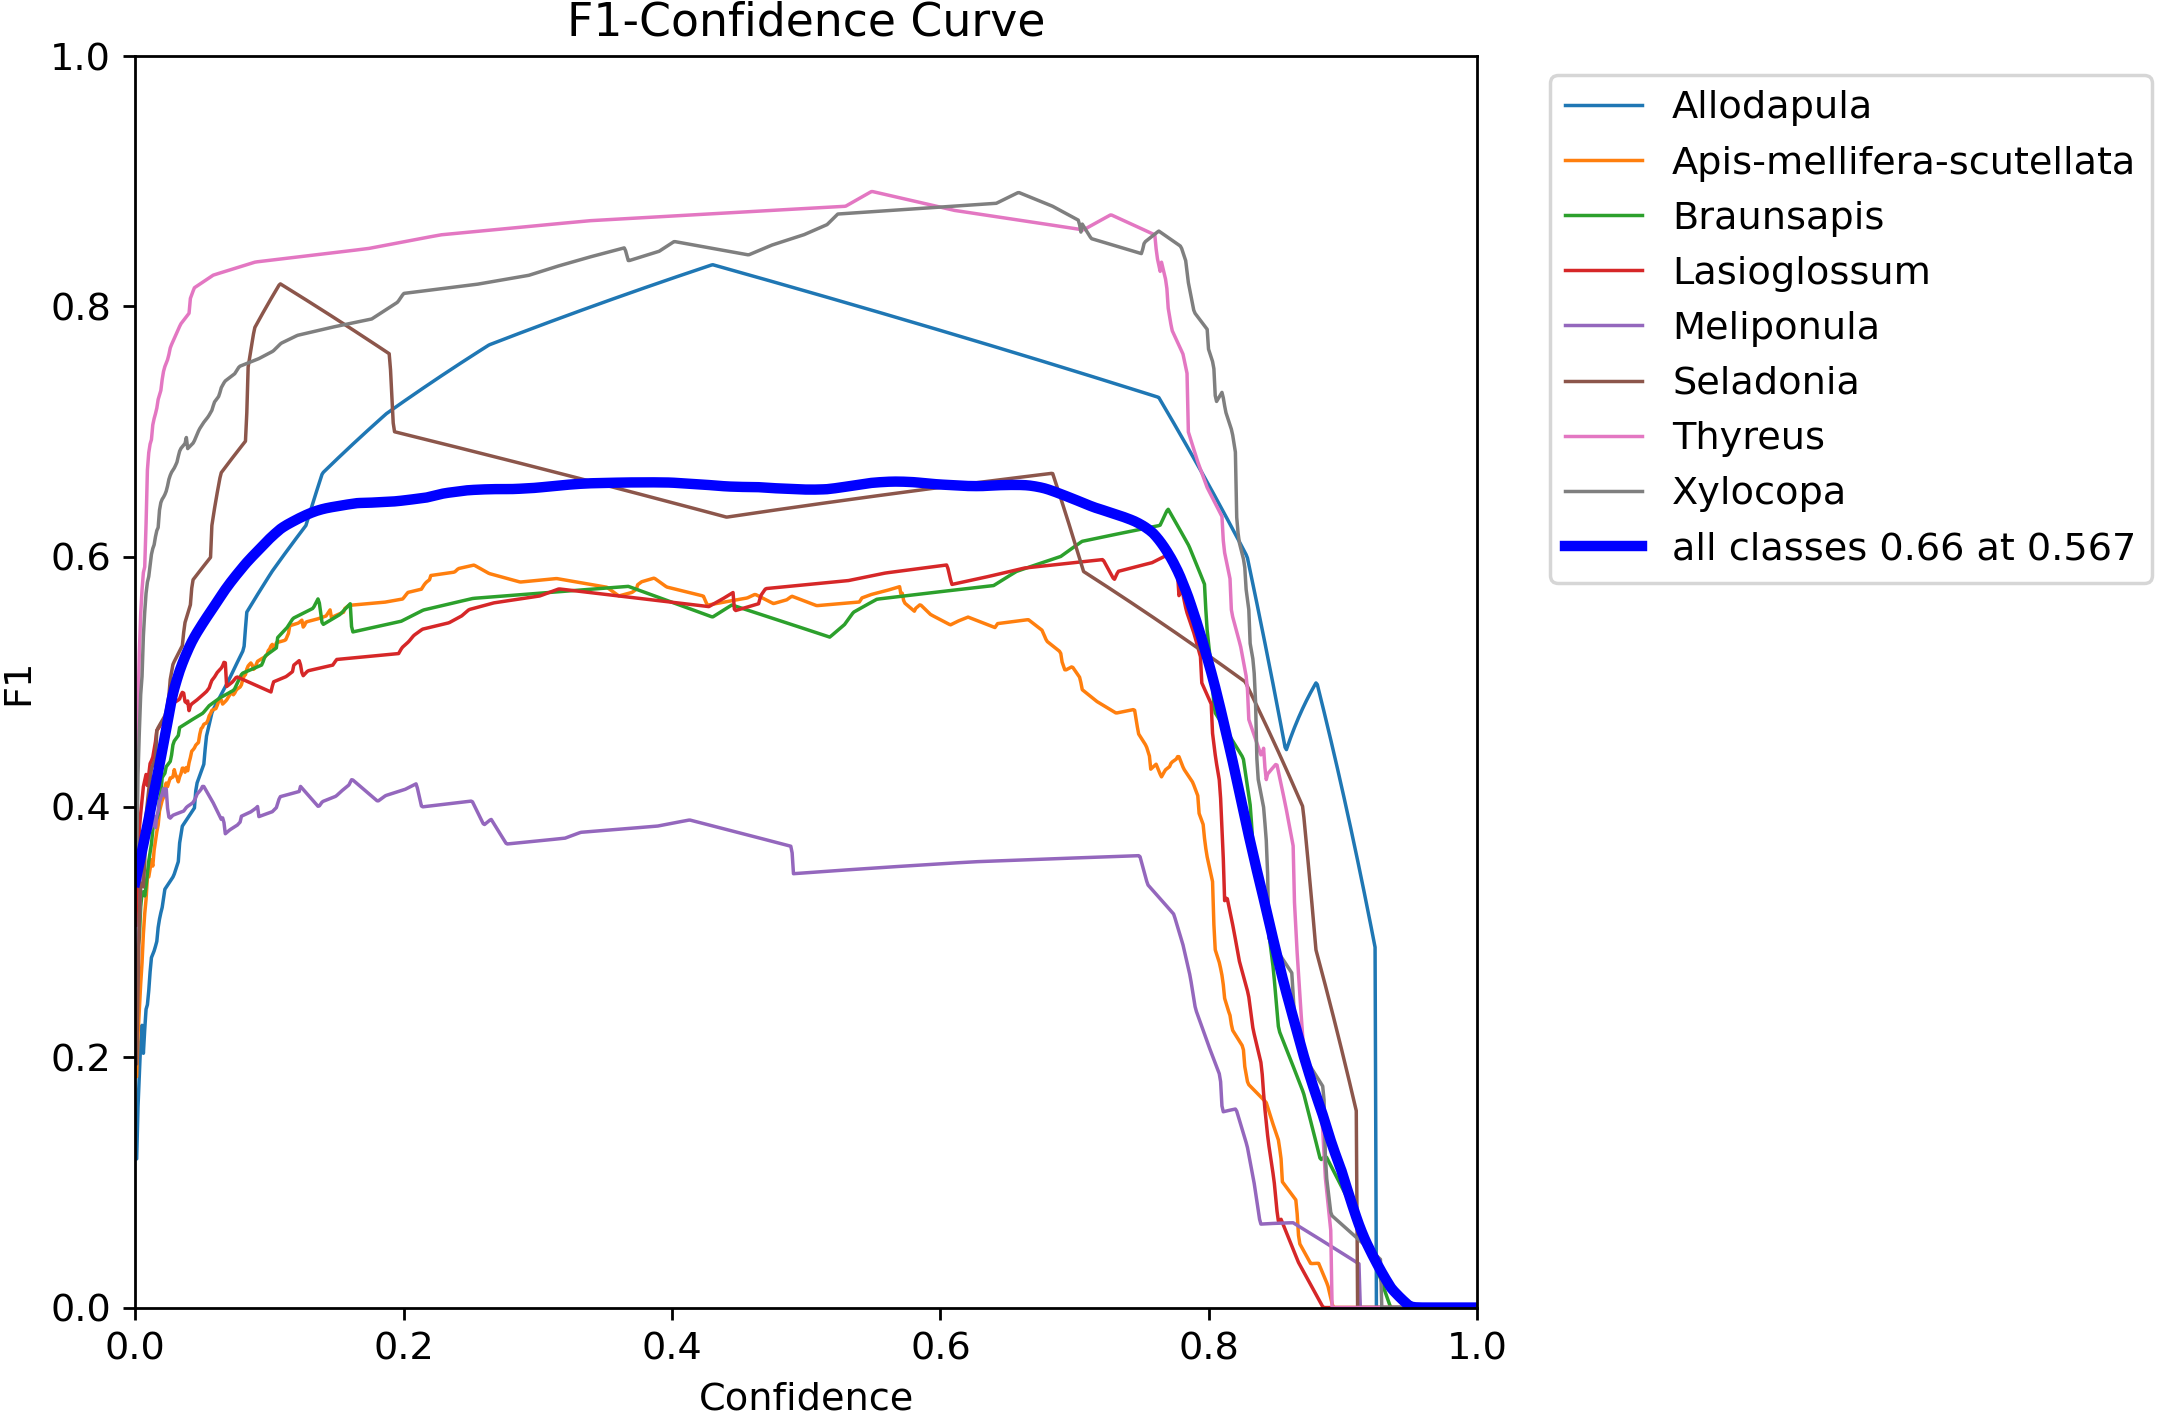 F1-Confidence Curve
1.0
0.8
0.6
0.4
0.2
0.0
F1
0.0 0.2 0.4 0.6 0.8 1.0
Confidence
Allodapula
Apis-mellifera-scutellata
Braunsapis
Lasioglossum
Meliponula
Seladonia
Thyreus
Xylocopa
all classes 0.66 at 0.567